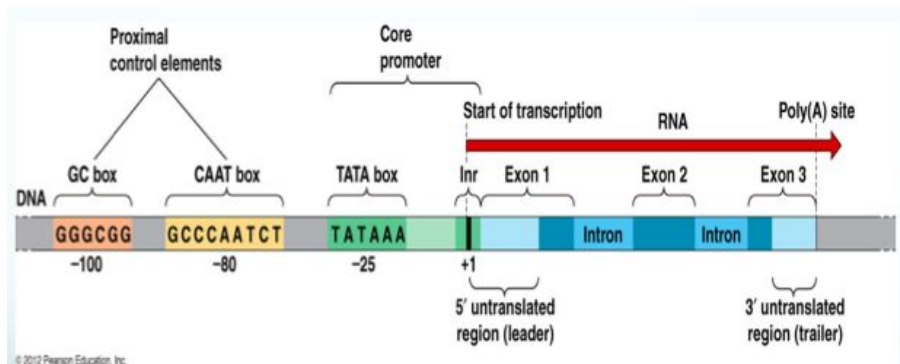 Proximal
control elements
Core
promoter
Start of transcription
RNA
Poly(A) site
GC box
CAAT box
TATA box
Inr
Exon 1
Exon 2
Exon 3
DNA
GGGCGG
GCCCAATCT
TATAAA
Intron
Intron
–100
–80
–25
+1
5′ untranslated
region (leader)
3′ untranslated
region (trailer)
© 2012 Pearson Education, Inc.